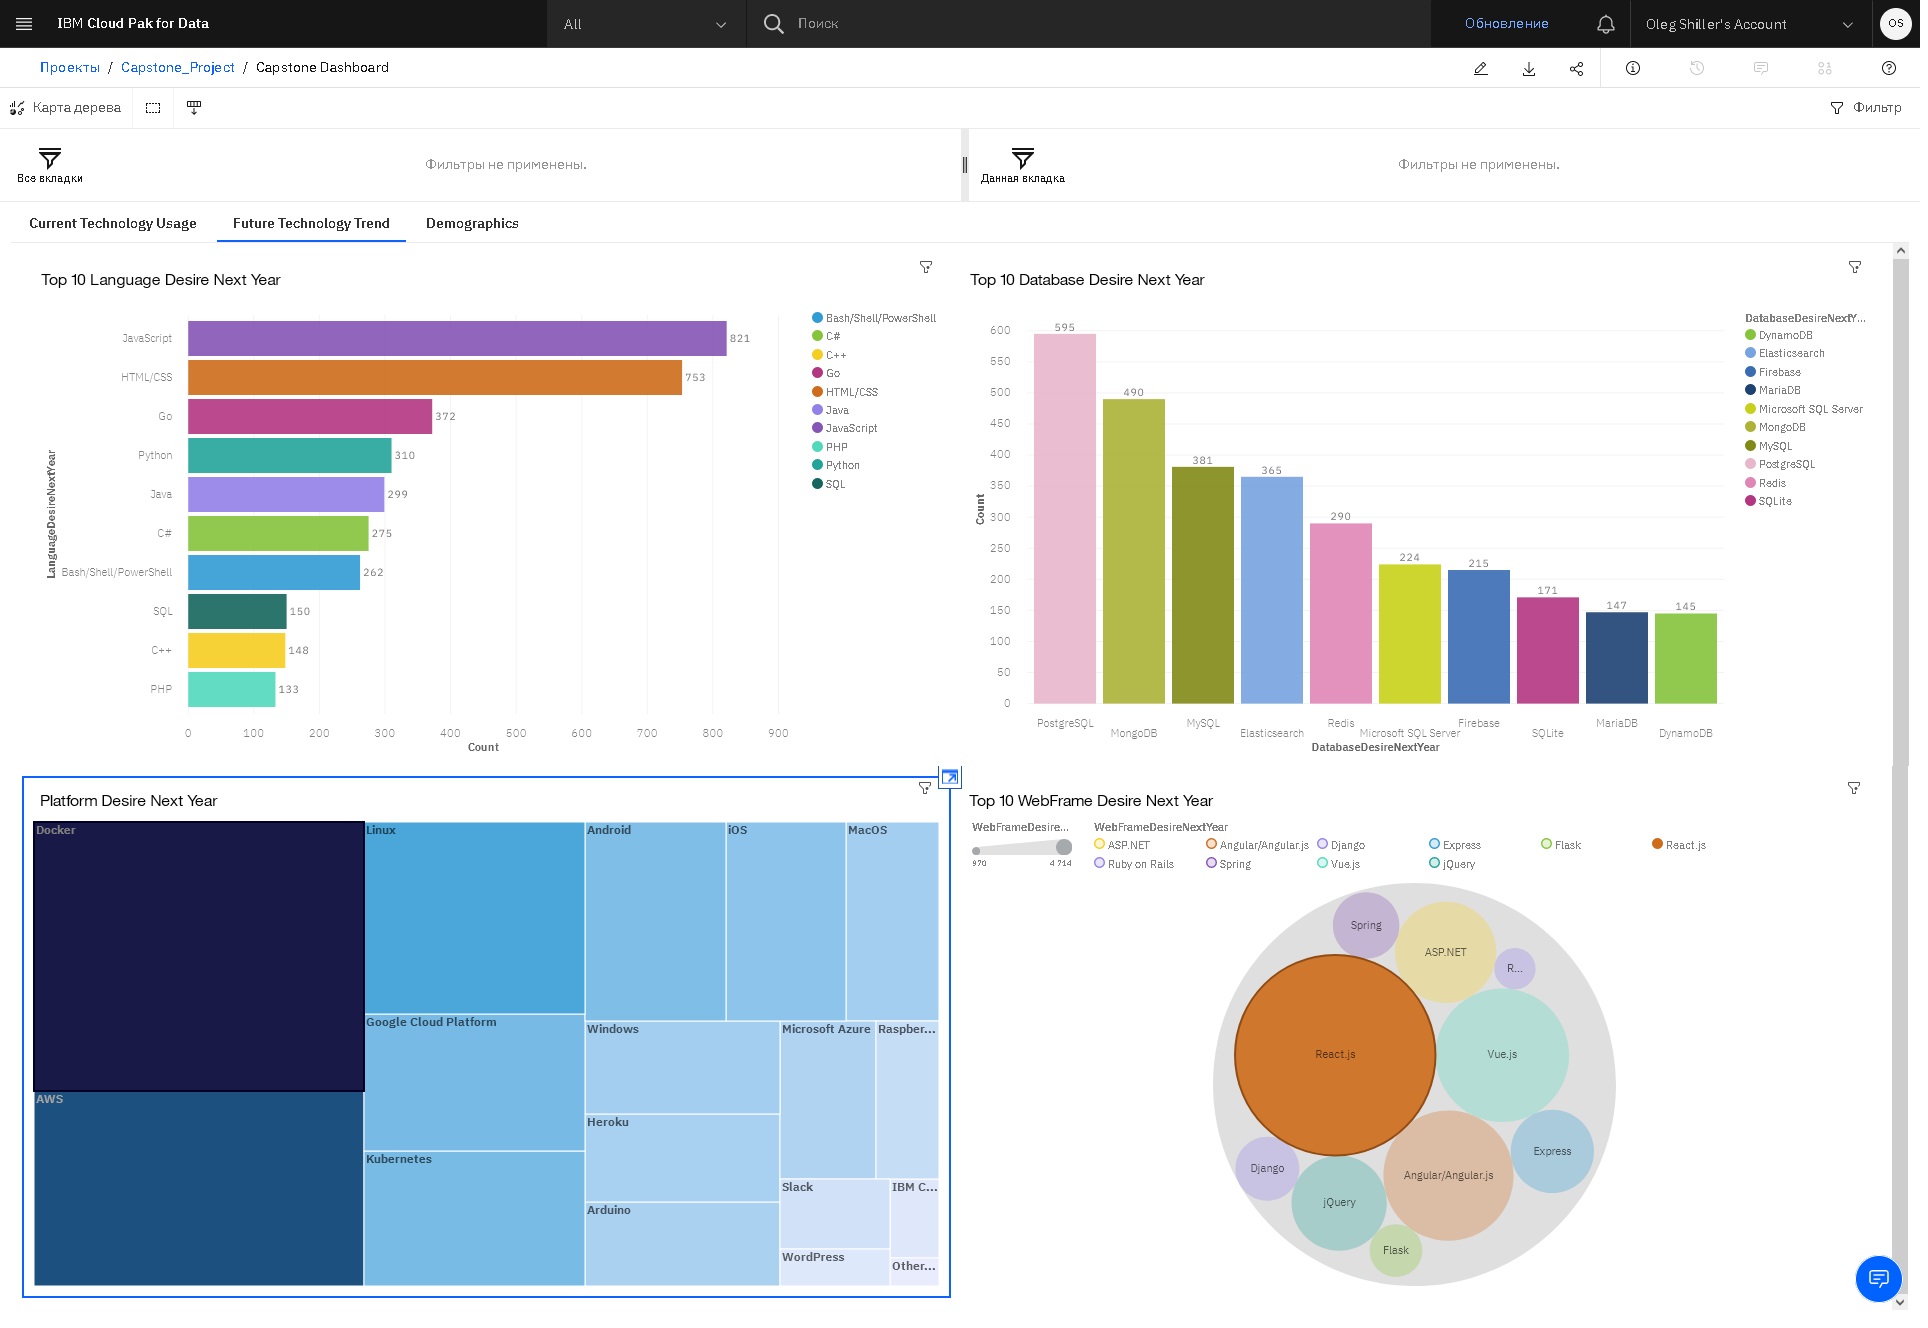 IBM Cloud Pak for Data
All
Поиск
Обновление
Oleg Shiller's Account
OS
Проекты / Capstone_Project / Capstone Dashboard
Карта дерева
Фильтр
Все вкладки
Фильтры не применены.
Данная вкладка
Фильтры не применены.
Current Technology Usage
Future Technology Trend
Demographics
Top 10 Language Desire Next Year
LanguageDesireNextYear
JavaScript
821
HTML/CSS
753
Go
372
Python
310
Java
299
C#
275
Bash/Shell/PowerShell
262
SQL
150
C++
148
PHP
133
0 100 200 300 400 500 600 700 800 900
Count
Bash/Shell/PowerShell
C#
C++
Go
HTML/CSS
Java
JavaScript
PHP
Python
SQL
Top 10 Database Desire Next Year
Count
600
550
500
450
400
350
300
250
200
150
100
50
0
595
490
381
365
290
224
215
171
147
145
PostgreSQL
MongoDB
MySQL
Elasticsearch
Redis
Microsoft SQL Server
Firebase
SQLite
MariaDB
DynamoDB
DatabaseDesireNextYear
DatabaseDesireNextY...
DynamoDB
Elasticsearch
Firebase
MariaDB
Microsoft SQL Server
MongoDB
MySQL
PostgreSQL
Redis
SQLite
Platform Desire Next Year
Docker
AWS
Linux
Google Cloud Platform
Kubernetes
Android
iOS
MacOS
Windows
Heroku
Arduino
Microsoft Azure
Raspber...
Slack
IBM C...
WordPress
Other...
Top 10 WebFrame Desire Next Year
WebFrameDesire...
970
4 714
WebFrameDesireNextYear
ASP.NET
Angular/Angular.js
Django
Express
Flask
React.js
Ruby on Rails
Spring
Vue.js
jQuery
Spring
ASP.NET
R...
React.js
Vue.js
Django
jQuery
Angular/Angular.js
Express
Flask